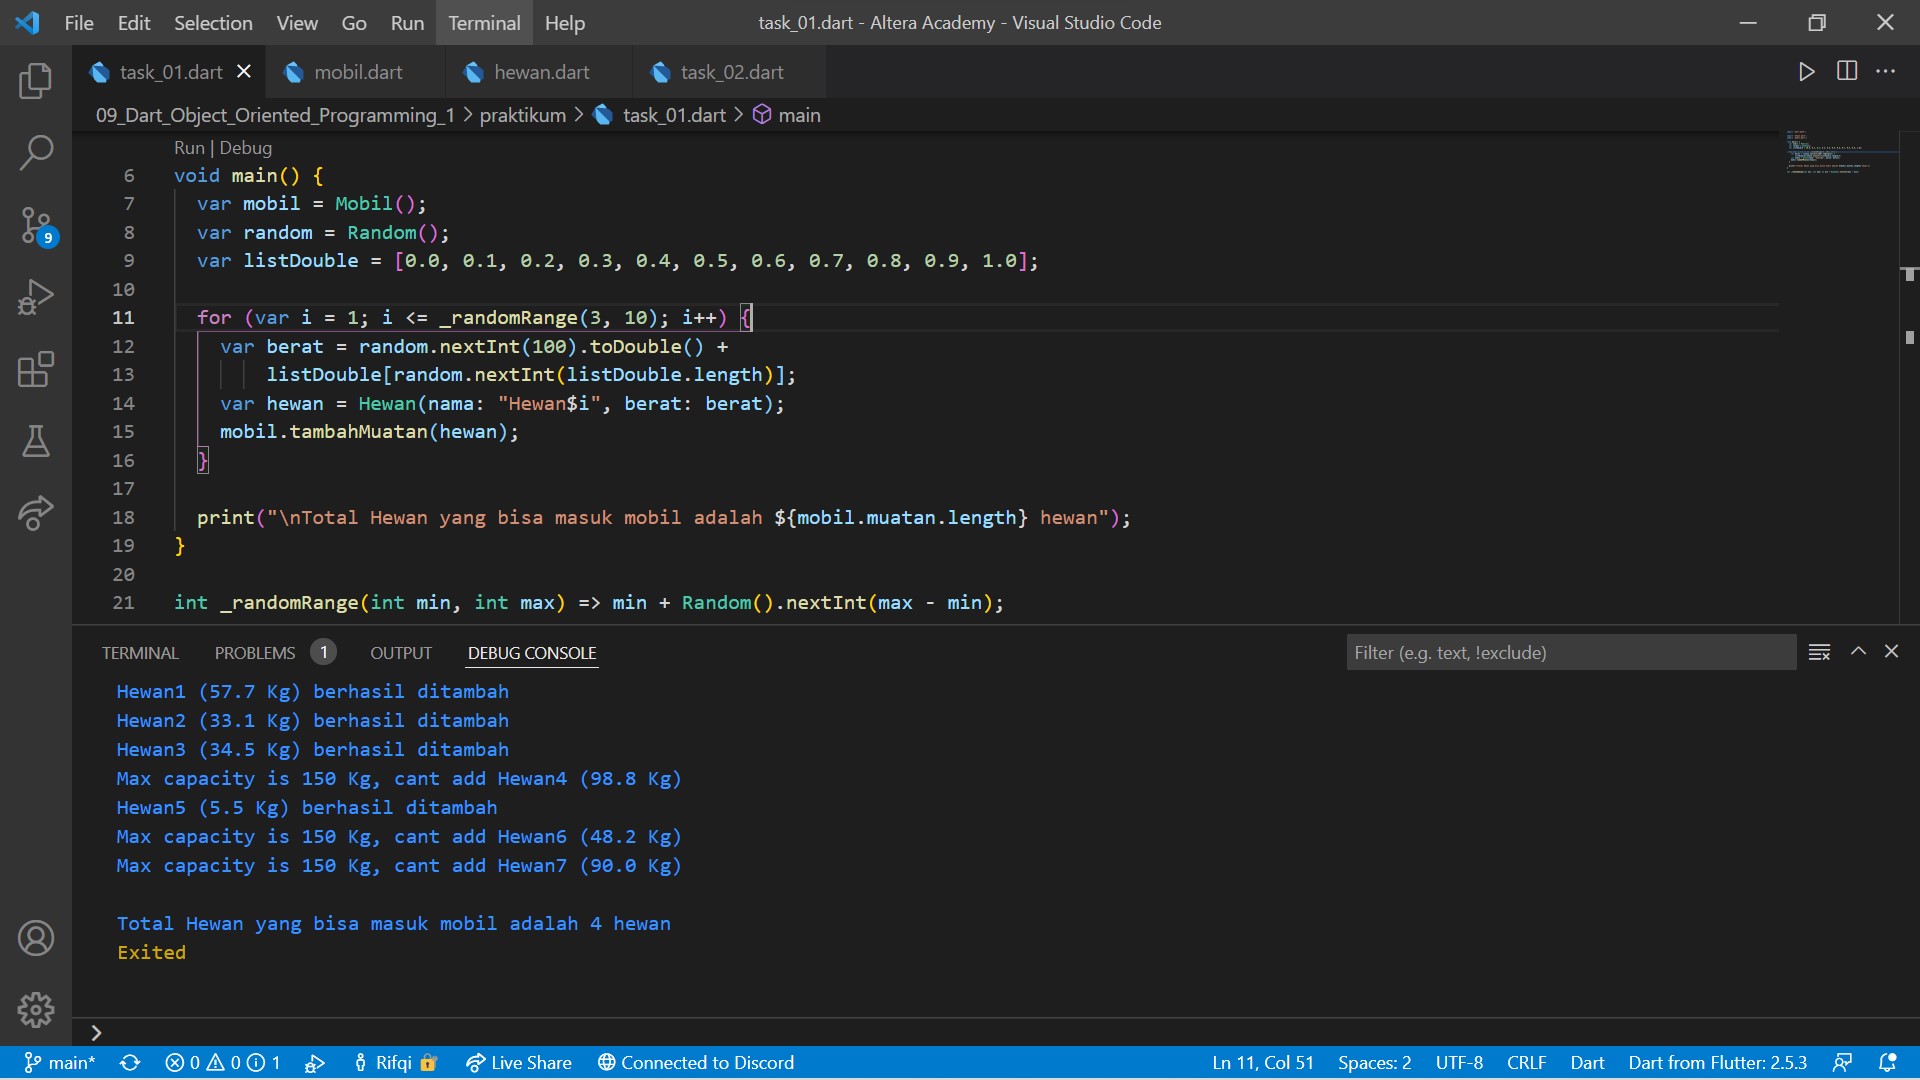 File Edit Selection View Go Run Terminal Help task_01.dart - Altera Academy - Visual Studio Code
task_01.dart mobil.dart hewan.dart task_02.dart
09_Dart_Object_Oriented_Programming_1 > praktikum > task_01.dart > main
Run | Debug
6 void main() {
7 var mobil = Mobil();
8 var random = Random();
9 var listDouble = [0.0, 0.1, 0.2, 0.3, 0.4, 0.5, 0.6, 0.7, 0.8, 0.9, 1.0];
10
11 for (var i = 1; i <= _randomRange(3, 10); i++) {
12 var berat = random.nextInt(100).toDouble() +
13 listDouble[random.nextInt(listDouble.length)];
14 var hewan = Hewan(nama: "Hewan$i", berat: berat);
15 mobil.tambahMuatan(hewan);
16 }
17
18 print("\nTotal Hewan yang bisa masuk mobil adalah ${mobil.muatan.length} hewan");
19 }
20
21 int _randomRange(int min, int max) => min + Random().nextInt(max - min);
9
TERMINAL PROBLEMS 1 OUTPUT DEBUG CONSOLE Filter (e.g. text, !exclude)
Hewan1 (57.7 Kg) berhasil ditambah
Hewan2 (33.1 Kg) berhasil ditambah
Hewan3 (34.5 Kg) berhasil ditambah
Max capacity is 150 Kg, cant add Hewan4 (98.8 Kg)
Hewan5 (5.5 Kg) berhasil ditambah
Max capacity is 150 Kg, cant add Hewan6 (48.2 Kg)
Max capacity is 150 Kg, cant add Hewan7 (90.0 Kg)
Total Hewan yang bisa masuk mobil adalah 4 hewan
Exited
main* 0 0 1 Rifqi Live Share Connected to Discord Ln 11, Col 51 Spaces: 2 UTF-8 CRLF Dart Dart from Flutter: 2.5.3